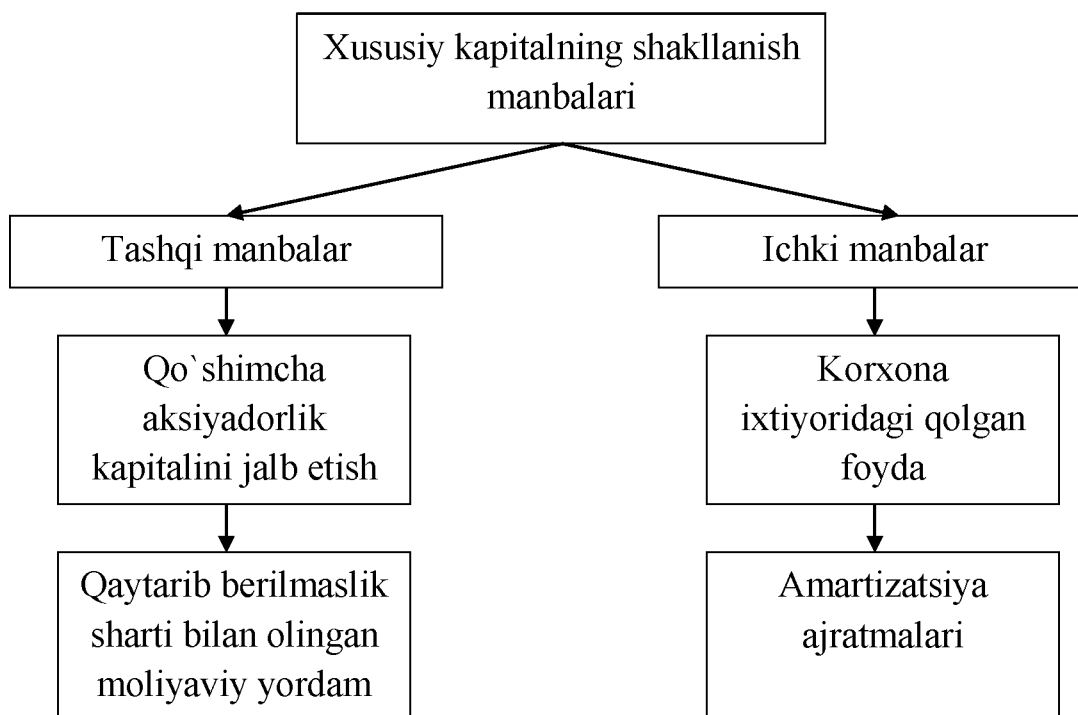 Xususiy kapitalning shakllanish
manbalari
Tashqi manbalar
Ichki manbalar
Qo`shimcha
aksiyadorlik
kapitalini jalb etish
Korxona
ixtiyoridagi qolgan
foyda
Qaytarib berilmaslik
sharti bilan olingan
moliyaviy yordam
Amartizatsiya
ajratmalari